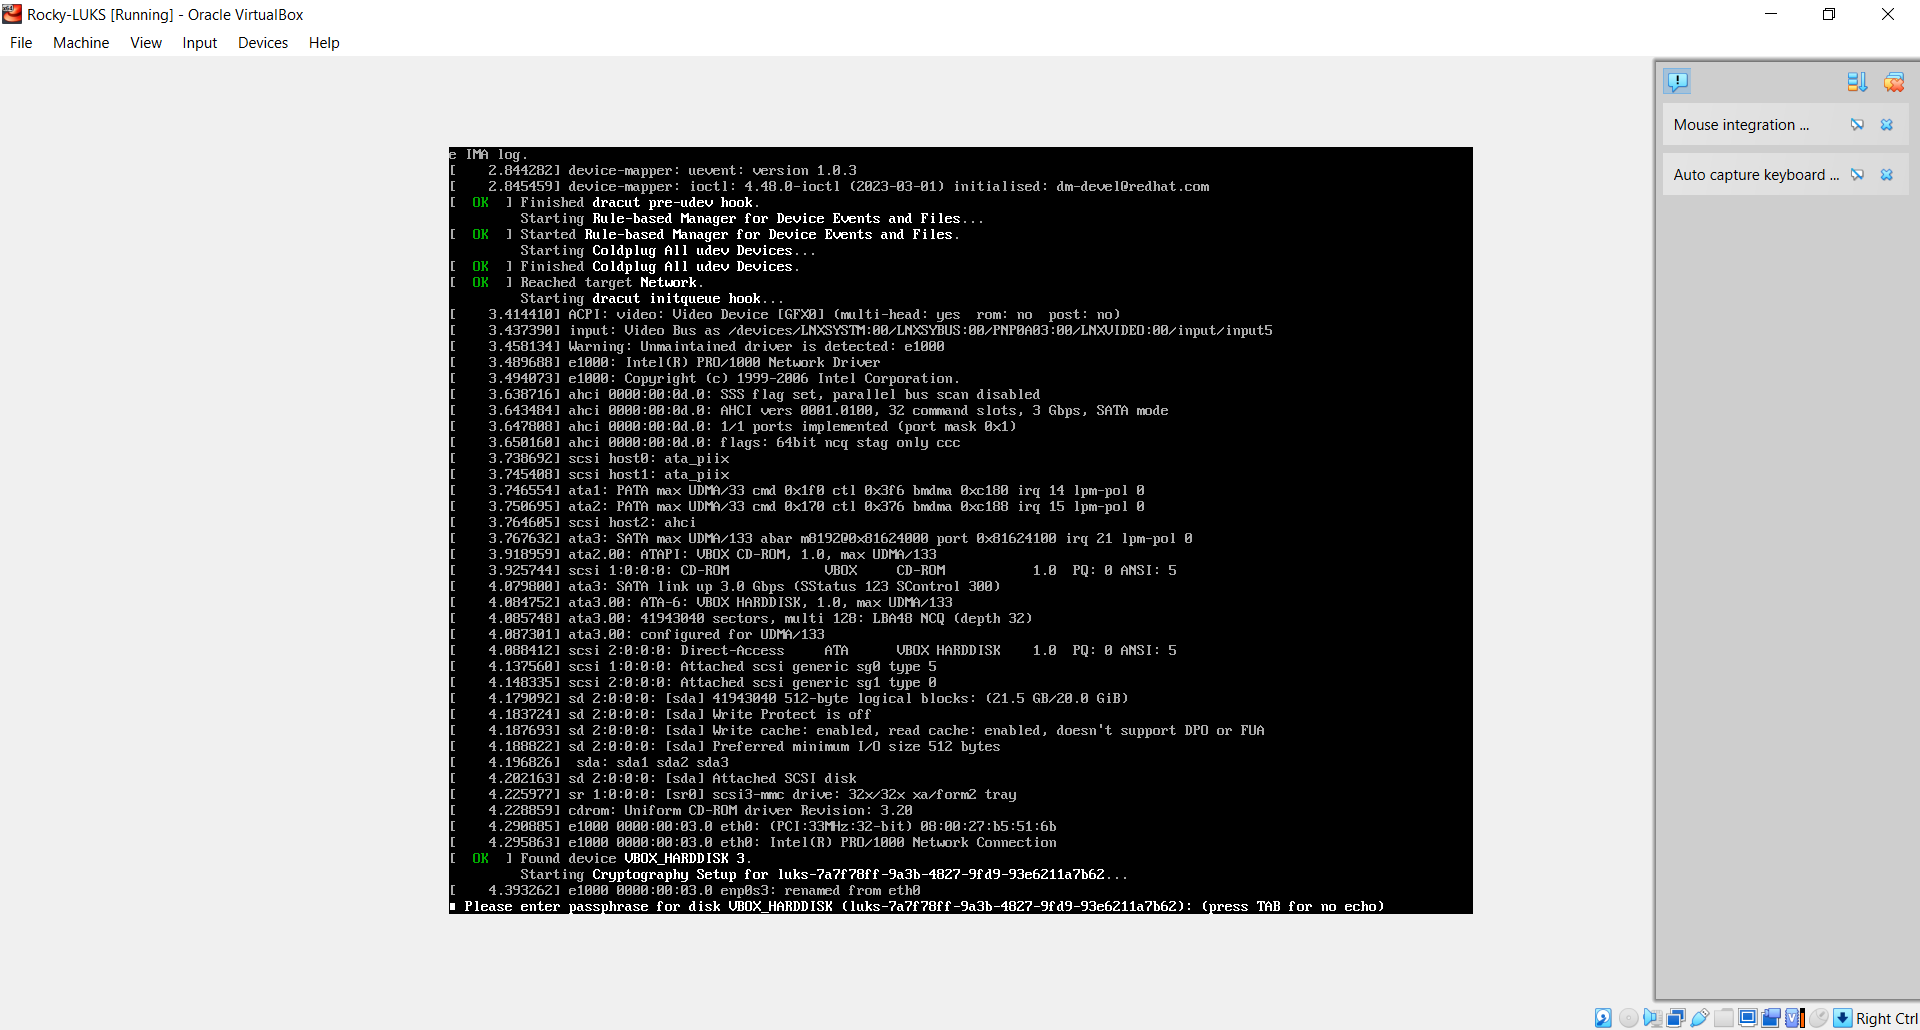 Rocky-LUKS [Running] - Oracle VirtualBox
File Machine View Input Devices Help
Mouse integration ...
Auto capture keyboard ...
e IMA log.
[    2.844282] device-mapper: uevent: version 1.0.3
[    2.845459] device-mapper: ioctl: 4.48.0-ioctl (2023-03-01) initialised: dm-devel@redhat.com
[  OK  ] Finished dracut pre-udev hook.
Starting Rule-based Manager for Device Events and Files...
[  OK  ] Started Rule-based Manager for Device Events and Files.
Starting Coldplug All udev Devices...
[  OK  ] Finished Coldplug All udev Devices.
[  OK  ] Reached target Network.
Starting dracut initqueue hook...
[    3.414410] ACPI: video: Video Device [GFX0] (multi-head: yes  rom: no  post: no)
[    3.437390] input: Video Bus as /devices/LNXSYSTM:00/LNXSYBUS:00/PNP0A03:00/LNXVIDEO:00/input/input5
[    3.458134] Warning: Unmaintained driver is detected: e1000
[    3.489688] e1000: Intel(R) PRO/1000 Network Driver
[    3.494073] e1000: Copyright (c) 1999-2006 Intel Corporation.
[    3.638716] ahci 0000:00:0d.0: SSS flag set, parallel bus scan disabled
[    3.643484] ahci 0000:00:0d.0: AHCI vers 0001.0100, 32 command slots, 3 Gbps, SATA mode
[    3.647808] ahci 0000:00:0d.0: 1/1 ports implemented (port mask 0x1)
[    3.650160] ahci 0000:00:0d.0: flags: 64bit ncq stag only ccc
[    3.738692] scsi host0: ata_piix
[    3.745408] scsi host1: ata_piix
[    3.746554] ata1: PATA max UDMA/33 cmd 0x1f0 ctl 0x3f6 bmdma 0xc180 irq 14 lpm-pol 0
[    3.750695] ata2: PATA max UDMA/33 cmd 0x170 ctl 0x376 bmdma 0xc188 irq 15 lpm-pol 0
[    3.764605] scsi host2: ahci
[    3.767632] ata3: SATA max UDMA/133 abar m8192@0x81624000 port 0x81624100 irq 21 lpm-pol 0
[    3.918959] ata2.00: ATAPI: VBOX CD-ROM, 1.0, max UDMA/133
[    3.925744] scsi 1:0:0:0: CD-ROM            VBOX     CD-ROM           1.0  PQ: 0 ANSI: 5
[    4.079800] ata3: SATA link up 3.0 Gbps (SStatus 123 SControl 300)
[    4.084752] ata3.00: ATA-6: VBOX HARDDISK, 1.0, max UDMA/133
[    4.085748] ata3.00: 41943040 sectors, multi 128: LBA48 NCQ (depth 32)
[    4.087301] ata3.00: configured for UDMA/133
[    4.088412] scsi 2:0:0:0: Direct-Access     ATA      VBOX HARDDISK    1.0  PQ: 0 ANSI: 5
[    4.137560] scsi 1:0:0:0: Attached scsi generic sg0 type 5
[    4.148335] scsi 2:0:0:0: Attached scsi generic sg1 type 0
[    4.179092] sd 2:0:0:0: [sda] 41943040 512-byte logical blocks: (21.5 GB/20.0 GiB)
[    4.183724] sd 2:0:0:0: [sda] Write Protect is off
[    4.187693] sd 2:0:0:0: [sda] Write cache: enabled, read cache: enabled, doesn't support DPO or FUA
[    4.188822] sd 2:0:0:0: [sda] Preferred minimum I/O size 512 bytes
[    4.196826]  sda: sda1 sda2 sda3
[    4.202163] sd 2:0:0:0: [sda] Attached SCSI disk
[    4.225977] sr 1:0:0:0: [sr0] scsi3-mmc drive: 32x/32x xa/form2 tray
[    4.228859] cdrom: Uniform CD-ROM driver Revision: 3.20
[    4.290885] e1000 0000:00:03.0 eth0: (PCI:33MHz:32-bit) 08:00:27:b5:51:6b
[    4.295863] e1000 0000:00:03.0 eth0: Intel(R) PRO/1000 Network Connection
[  OK  ] Found device VBOX_HARDDISK 3.
Starting Cryptography Setup for luks-7a7f78ff-9a3b-4827-9fd9-93e6211a7b62...
[    4.393262] e1000 0000:00:03.0 enp0s3: renamed from eth0
Please enter passphrase for disk VBOX_HARDDISK (luks-7a7f78ff-9a3b-4827-9fd9-93e6211a7b62): (press TAB for no echo)
Right Ctrl